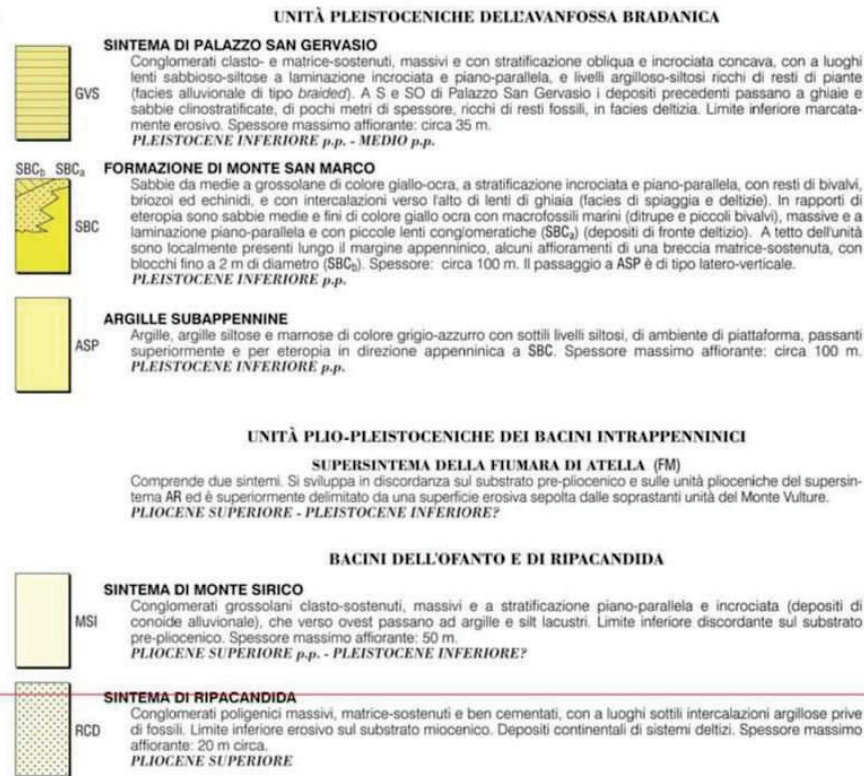 UNITÀ PLEISTOCENICHE DELL'AVANFOSSA BRADANICA
SINTEMA DI PALAZZO SAN GERVASIO
Conglomerati clasto- e matrice-sostenuti, massivi e con stratificazione obliqua e incrociata concava, con a luoghi
lenti sabbioso-siltose a laminazione incrociata e piano-parallela, e livelli argilloso-siltosi ricchi di resti di piante
(facies alluvionale di tipo braided). A S e SO di Palazzo San Gervasio i depositi precedenti passano a ghiaie e
sabbie clinostratificate, di pochi metri di spessore, ricchi di resti fossili, in facies deltizia. Limite inferiore marcata-
mente erosivo. Spessore massimo affiorante: circa 35 m.
PLEISTOCENE INFERIORE p.p. - MEDIO p.p.
GVS
SBCb SBCa
FORMAZIONE DI MONTE SAN MARCO
Sabbie da medie a grossolane di colore giallo-ocra, a stratificazione incrociata e piano-parallela, con resti di bivalvi,
briozoi ed echinidi, e con intercalazioni verso l'alto di lenti di ghiaia (facies di spiaggia e deltizie). In rapporti di
eteropia sono sabbie medie e fini di colore giallo ocra con macrofossili marini (ditrupe e piccoli bivalvi), massive e a
laminazione piano-parallela e con piccole lenti conglomeratiche (SBCa) (depositi di fronte deltizio). A tetto dell'unità
sono localmente presenti lungo il margine appenninico, alcuni affioramenti di una breccia matrice-sostenuta, con
blocchi fino a 2 m di diametro (SBCb). Spessore: circa 100 m. Il passaggio a ASP è di tipo latero-verticale.
PLEISTOCENE INFERIORE p.p.
SBC
ARGILLE SUBAPPENNINE
Argille, argille siltose e marnose di colore grigio-azzurro con sottili livelli siltosi, di ambiente di piattaforma, passanti
superiormente e per eteropia in direzione appenninica a SBC. Spessore massimo affiorante: circa 100 m.
PLEISTOCENE INFERIORE p.p.
ASP
UNITÀ PLIO-PLEISTOCENICHE DEI BACINI INTRAPPENNINICI
SUPERSINTEMA DELLA FIUMARA DI ATELLA (FM)
Comprende due sintemi. Si sviluppa in discordanza sul substrato pre-pliocenico e sulle unità plioceniche del supersin-
tema AR ed è superiormente delimitato da una superficie erosiva sepolta dalle soprastanti unità del Monte Vulture.
PLIOCENE SUPERIORE - PLEISTOCENE INFERIORE?
BACINI DELL'OFANTO E DI RIPACANDIDA
SINTEMA DI MONTE SIRICO
Conglomerati grossolani clasto-sostenuti, massivi e a stratificazione piano-parallela e incrociata (depositi di
conoide alluvionale), che verso ovest passano ad argille e silt lacustri. Limite inferiore discordante sul substrato
pre-pliocenico. Spessore massimo affiorante: 50 m.
PLIOCENE SUPERIORE p.p. - PLEISTOCENE INFERIORE?
MSI
SINTEMA DI RIPACANDIDA
Conglomerati poligenici massivi, matrice-sostenuti e ben cementati, con a luoghi sottili intercalazioni argillose prive
di fossili. Limite inferiore erosivo sul substrato miocenico. Depositi continentali di sistemi deltizi. Spessore massimo
affiorante: 20 m circa.
PLIOCENE SUPERIORE
RCD